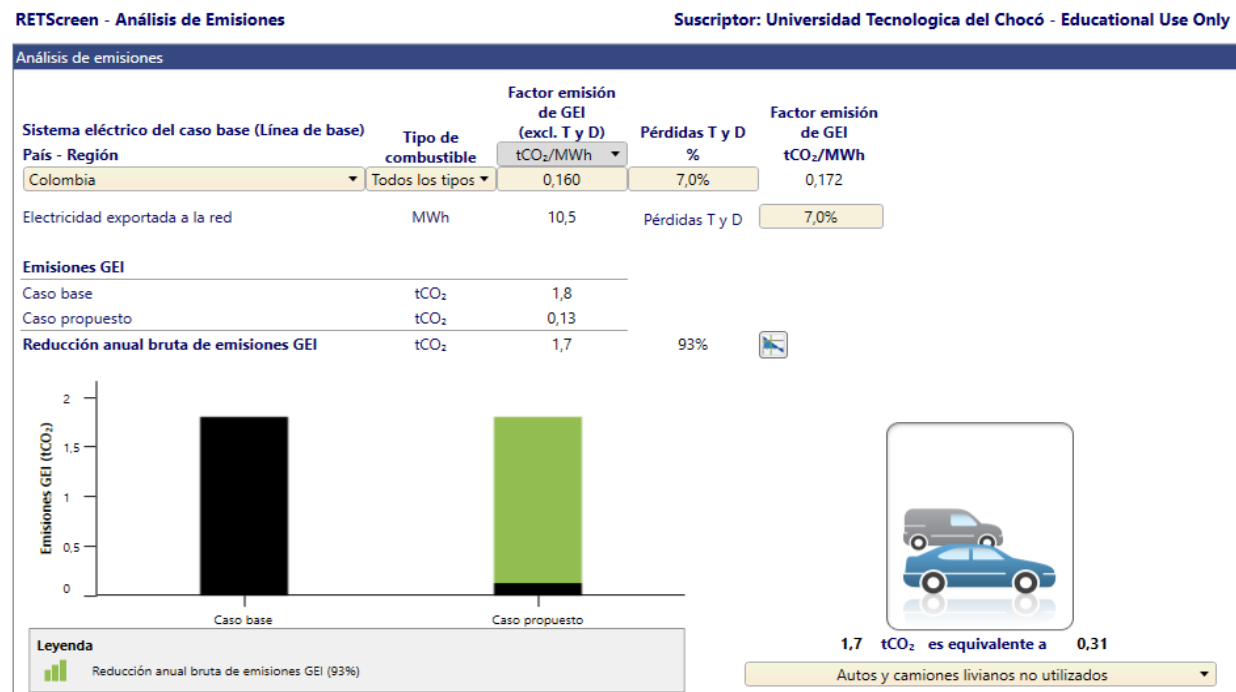 RETScreen - Análisis de Emisiones
Suscriptor: Universidad Tecnologica del Chocó - Educational Use Only
Análisis de emisiones
Sistema eléctrico del caso base (Línea de base)
País - Región
Tipo de combustible
Factor emisión de GEI (excl. T y D)
tCO₂/MWh
Pérdidas T y D %
Factor emisión de GEI tCO₂/MWh
Colombia Todos los tipos 0,160 7,0% 0,172
Electricidad exportada a la red MWh 10,5 Pérdidas T y D 7,0%
Emisiones GEI
Caso base tCO₂ 1,8
Caso propuesto tCO₂ 0,13
Reducción anual bruta de emisiones GEI tCO₂ 1,7 93%
Emisiones GEI (tCO₂)
2
1,5
1
0,5
0
Caso base Caso propuesto
Leyenda
Reducción anual bruta de emisiones GEI (93%)
1,7 tCO₂ es equivalente a 0,31
Autos y camiones livianos no utilizados